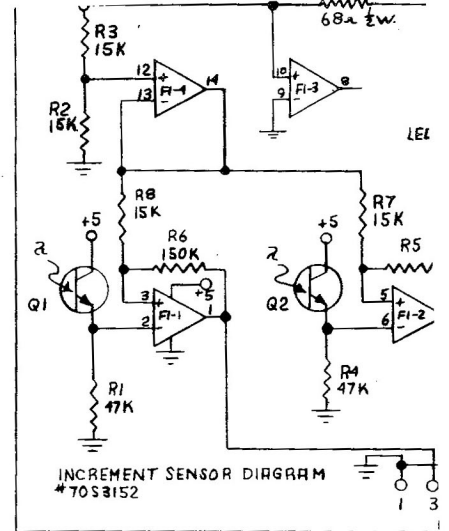 68Ω ½W.
R3
15K
12
+
14
F1-4
13
-
10
+
8
F1-3
9
-
R2
15K
R8
15K
R7
15K
+5
R6
150K
+5
R5
λ
+5
λ
Q1
3
+
1
F1-1
2
-
Q2
5
+
F1-2
6
-
R1
47K
R4
47K
INCREMENT SENSOR DIAGRAM
#70S3152
1
3